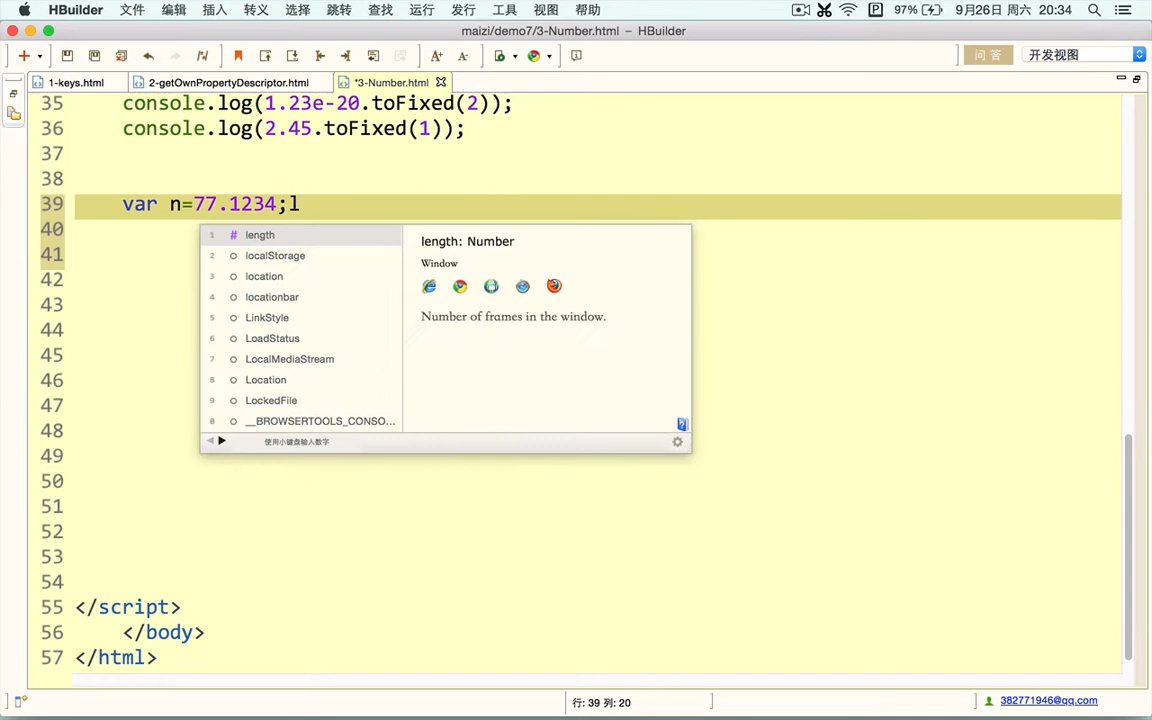 HBuilder 文件 编辑 插入 转义 选择 跳转 查找 运行 发行 工具 视图 帮助 97% 9月26日 周六 20:34
maizi/demo7/3-Number.html – HBuilder
问答 开发视图
1-keys.html 2-getOwnPropertyDescriptor.html *3-Number.html
35 console.log(1.23e-20.toFixed(2));
36 console.log(2.45.toFixed(1));
37
38
39 var n=77.1234;l
40
41
42
43
44
45
46
47
48
49
50
51
52
53
54
55 </script>
56 </body>
57 </html>
1 # length
2 localStorage
3 location
4 locationbar
5 LinkStyle
6 LoadStatus
7 LocalMediaStream
8 Location
9 LockedFile
0 __BROWSERTOOLS_CONSO...
使用小键盘输入数字
length: Number
Window
Number of frames in the window.
行: 39 列: 20
382771946@qq.com